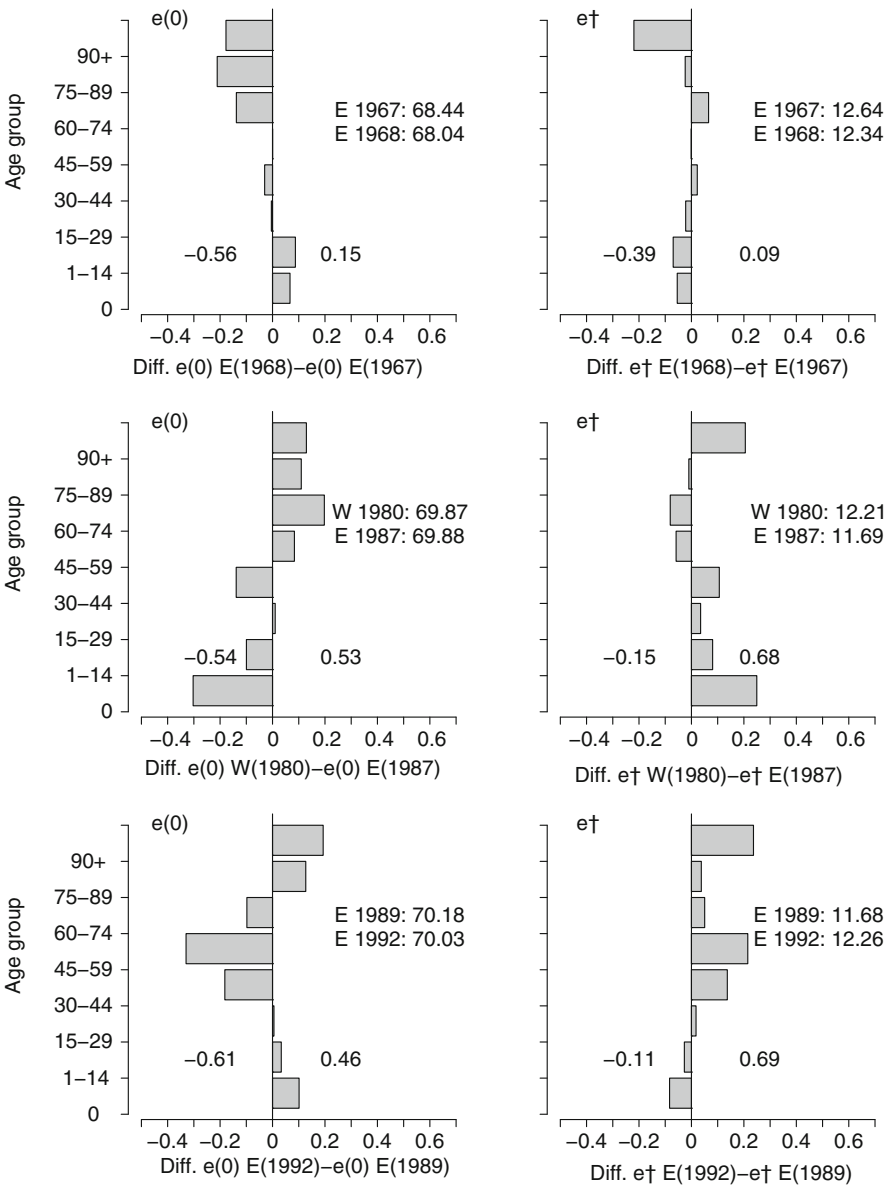 e(0)
90+
75–89
60–74
45–59
30–44
15–29
1–14
0
Age group
E 1967: 68.44
E 1968: 68.04
−0.56 0.15
−0.4 −0.2 0 0.2 0.4 0.6
Diff. e(0) E(1968)−e(0) E(1967)
e†
E 1967: 12.64
E 1968: 12.34
−0.39 0.09
−0.4 −0.2 0 0.2 0.4 0.6
Diff. e† E(1968)−e† E(1967)
e(0)
90+
75–89
60–74
45–59
30–44
15–29
1–14
0
Age group
W 1980: 69.87
E 1987: 69.88
−0.54 0.53
−0.4 −0.2 0 0.2 0.4 0.6
Diff. e(0) W(1980)−e(0) E(1987)
e†
W 1980: 12.21
E 1987: 11.69
−0.15 0.68
−0.4 −0.2 0 0.2 0.4 0.6
Diff. e† W(1980)−e† E(1987)
e(0)
90+
75–89
60–74
45–59
30–44
15–29
1–14
0
Age group
E 1989: 70.18
E 1992: 70.03
−0.61 0.46
−0.4 −0.2 0 0.2 0.4 0.6
Diff. e(0) E(1992)−e(0) E(1989)
e†
E 1989: 11.68
E 1992: 12.26
−0.11 0.69
−0.4 −0.2 0 0.2 0.4 0.6
Diff. e† E(1992)−e† E(1989)